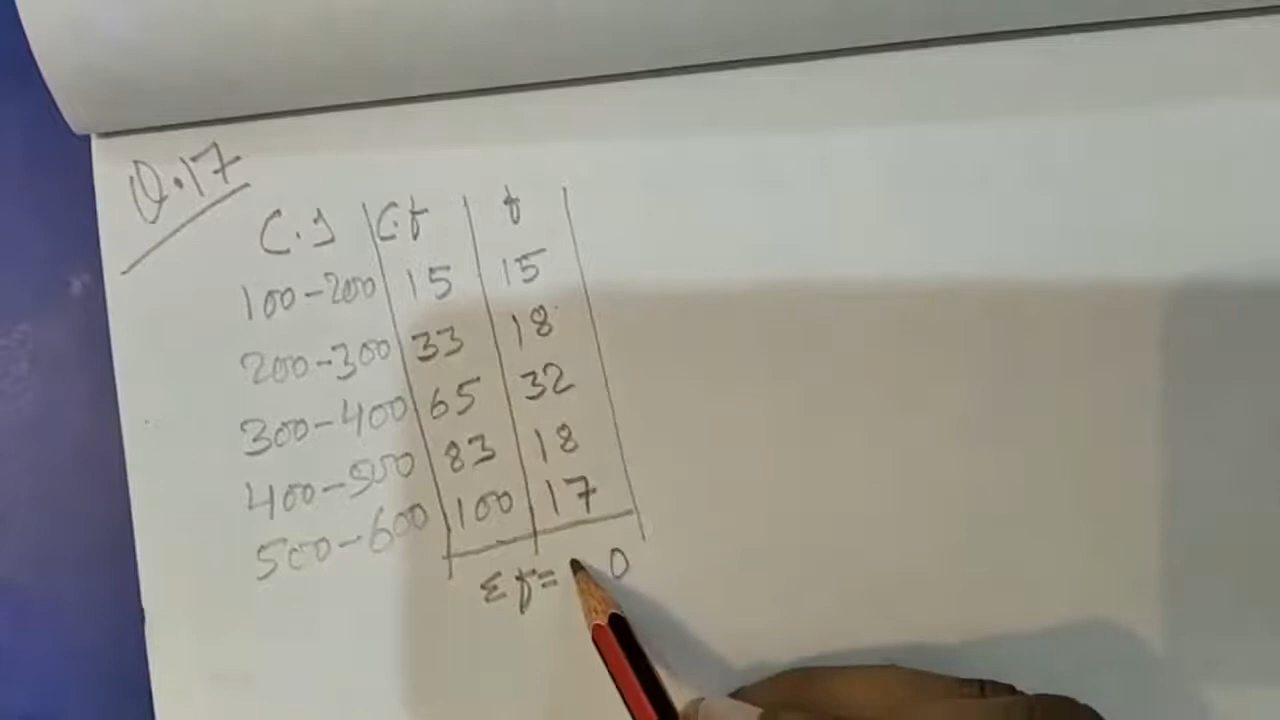 Q.17
C.I C.f f
100-200 15 15
200-300 33 18
300-400 65 32
400-500 83 18
500-600 100 17
Σf= 0